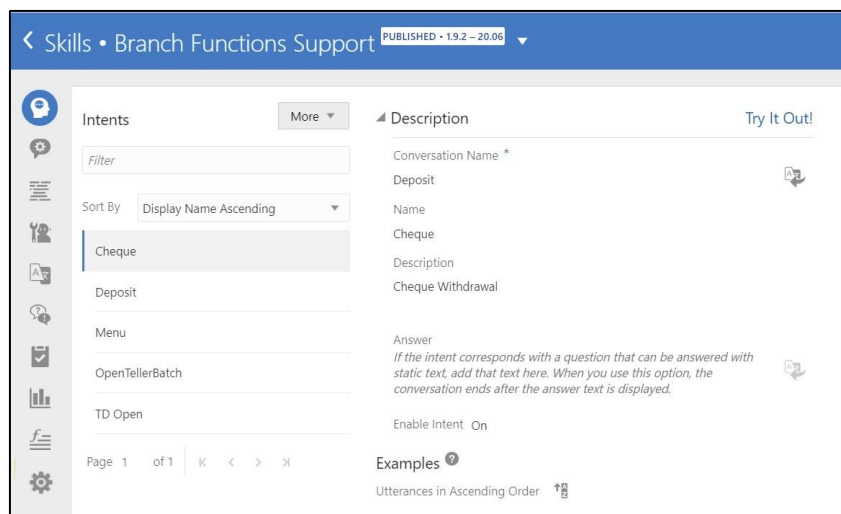 Skills • Branch Functions Support PUBLISHED • 1.9.2 – 20.06
Intents
More
Filter
Sort By Display Name Ascending
Cheque
Deposit
Menu
OpenTellerBatch
TD Open
Page 1 of 1
Description
Try It Out!
Conversation Name *
Deposit
Name
Cheque
Description
Cheque Withdrawal
Answer
If the intent corresponds with a question that can be answered with
static text, add that text here. When you use this option, the
conversation ends after the answer text is displayed.
Enable Intent On
Examples
Utterances in Ascending Order